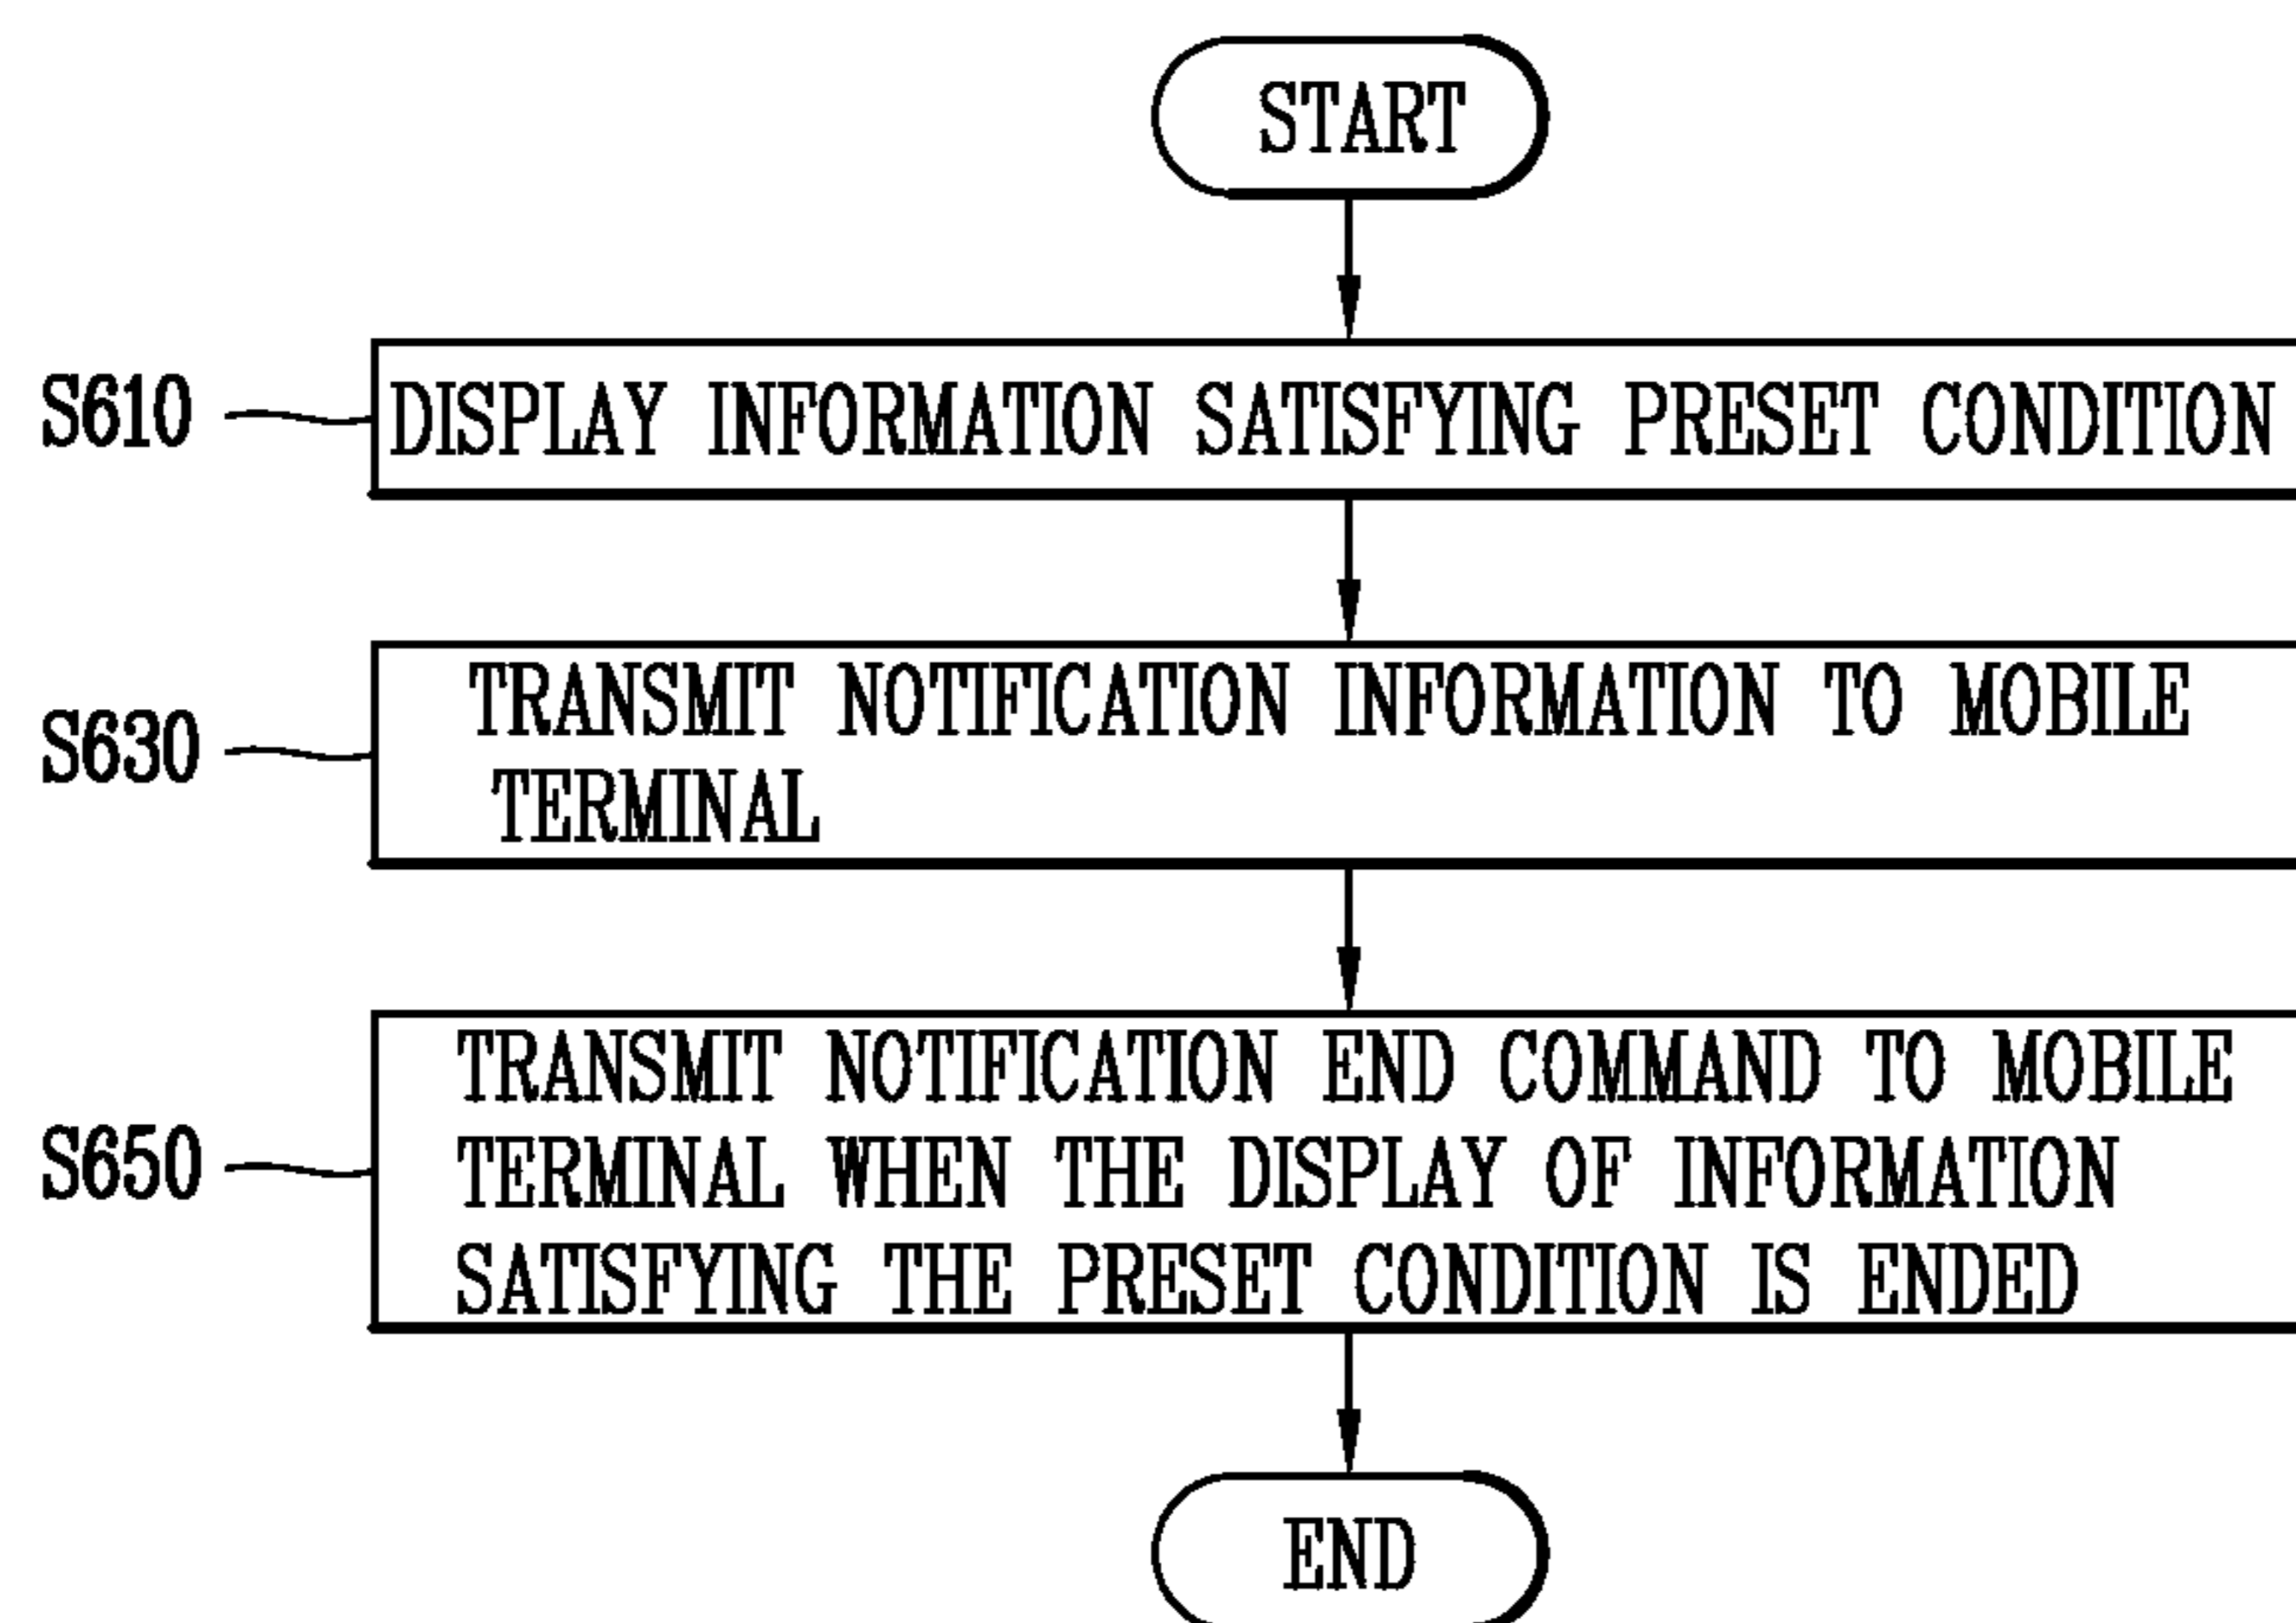 START
S610
DISPLAY INFORMATION SATISFYING PRESET CONDITION
S630
TRANSMIT NOTIFICATION INFORMATION TO MOBILE
TERMINAL
S650
TRANSMIT NOTIFICATION END COMMAND TO MOBILE
TERMINAL WHEN THE DISPLAY OF INFORMATION
SATISFYING THE PRESET CONDITION IS ENDED
END